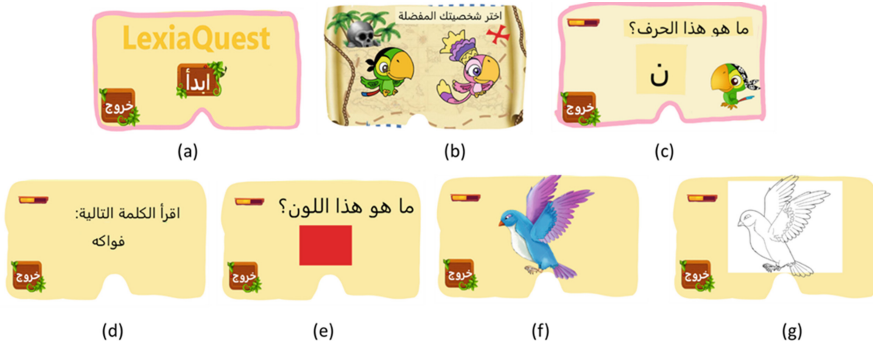 LexiaQuest
ابدأ
خروج
(a)
اختر شخصيتك المفضلة
(b)
ما هو هذا الحرف؟
ن
خروج
(c)
اقرأ الكلمة التالية:
فواكه
خروج
(d)
ما هو هذا اللون؟
خروج
(e)
خروج
(f)
خروج
(g)